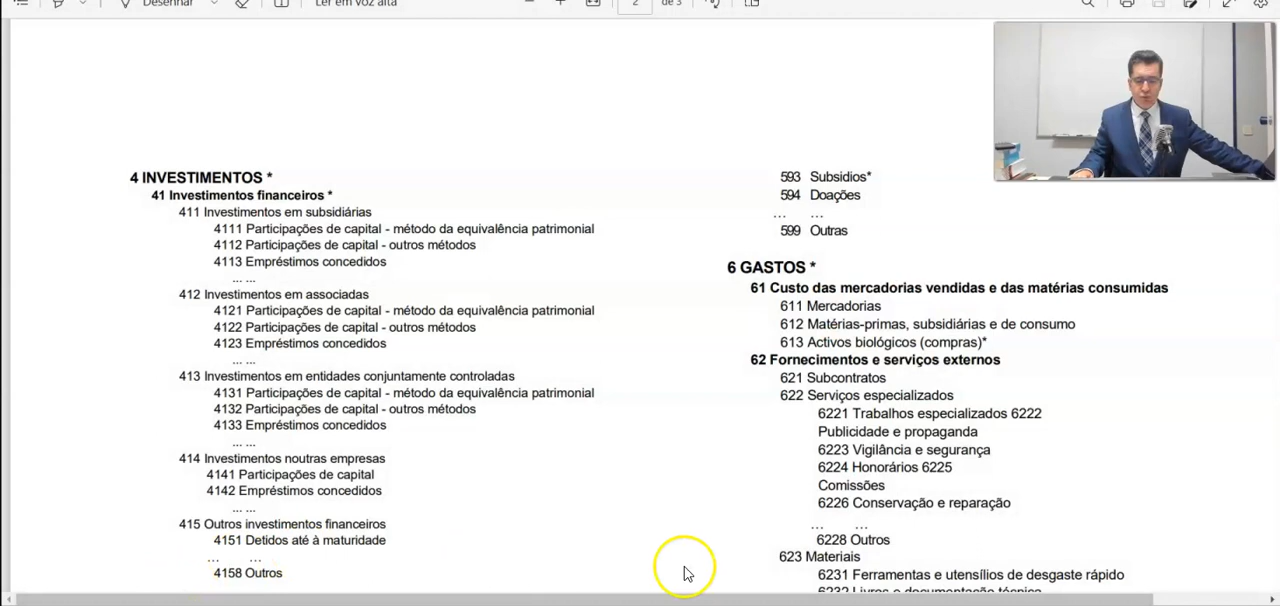 Desenhar
Ler em voz alta
2
de 3
4 INVESTIMENTOS *
41 Investimentos financeiros *
411 Investimentos em subsidiárias
4111 Participações de capital - método da equivalência patrimonial
4112 Participações de capital - outros métodos
4113 Empréstimos concedidos
... ...
412 Investimentos em associadas
4121 Participações de capital - método da equivalência patrimonial
4122 Participações de capital - outros métodos
4123 Empréstimos concedidos
... ...
413 Investimentos em entidades conjuntamente controladas
4131 Participações de capital - método da equivalência patrimonial
4132 Participações de capital - outros métodos
4133 Empréstimos concedidos
... ...
414 Investimentos noutras empresas
4141 Participações de capital
4142 Empréstimos concedidos
... ...
415 Outros investimentos financeiros
4151 Detidos até à maturidade
... ...
4158 Outros
593 Subsidios*
594 Doações
... ...
599 Outras
6 GASTOS *
61 Custo das mercadorias vendidas e das matérias consumidas
611 Mercadorias
612 Matérias-primas, subsidiárias e de consumo
613 Activos biológicos (compras)*
62 Fornecimentos e serviços externos
621 Subcontratos
622 Serviços especializados
6221 Trabalhos especializados 6222
Publicidade e propaganda
6223 Vigilância e segurança
6224 Honorários 6225
Comissões
6226 Conservação e reparação
... ...
6228 Outros
623 Materiais
6231 Ferramentas e utensílios de desgaste rápido
6232 Livros e documentação técnica